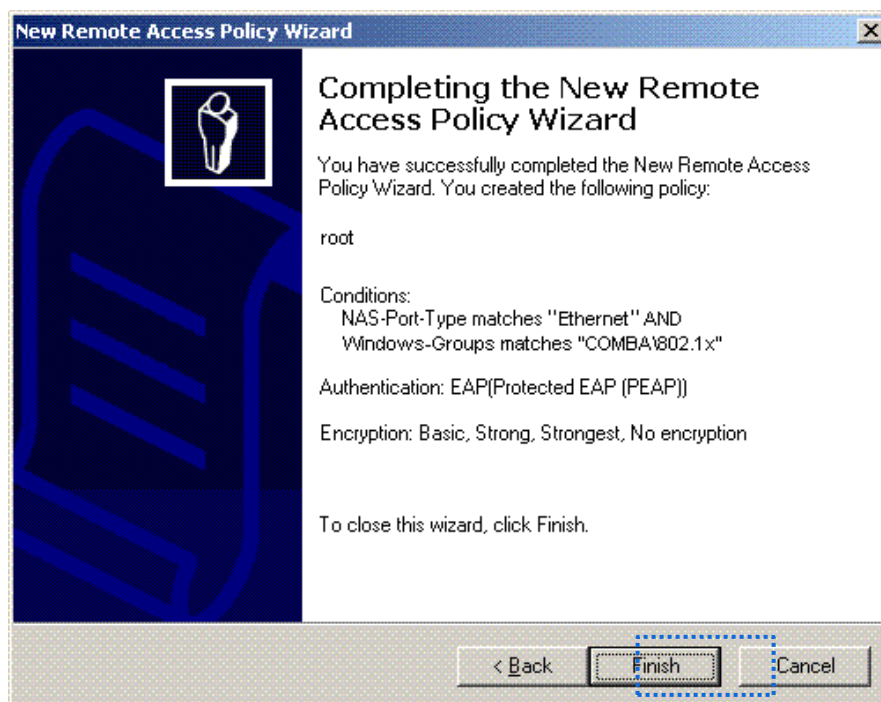 New Remote Access Policy Wizard
Completing the New Remote
Access Policy Wizard
You have successfully completed the New Remote Access
Policy Wizard. You created the following policy:
root
Conditions:
NAS-Port-Type matches "Ethernet" AND
Windows-Groups matches "COMBA\802.1x"
Authentication: EAP(Protected EAP (PEAP))
Encryption: Basic, Strong, Strongest, No encryption
To close this wizard, click Finish.
< Back Finish Cancel